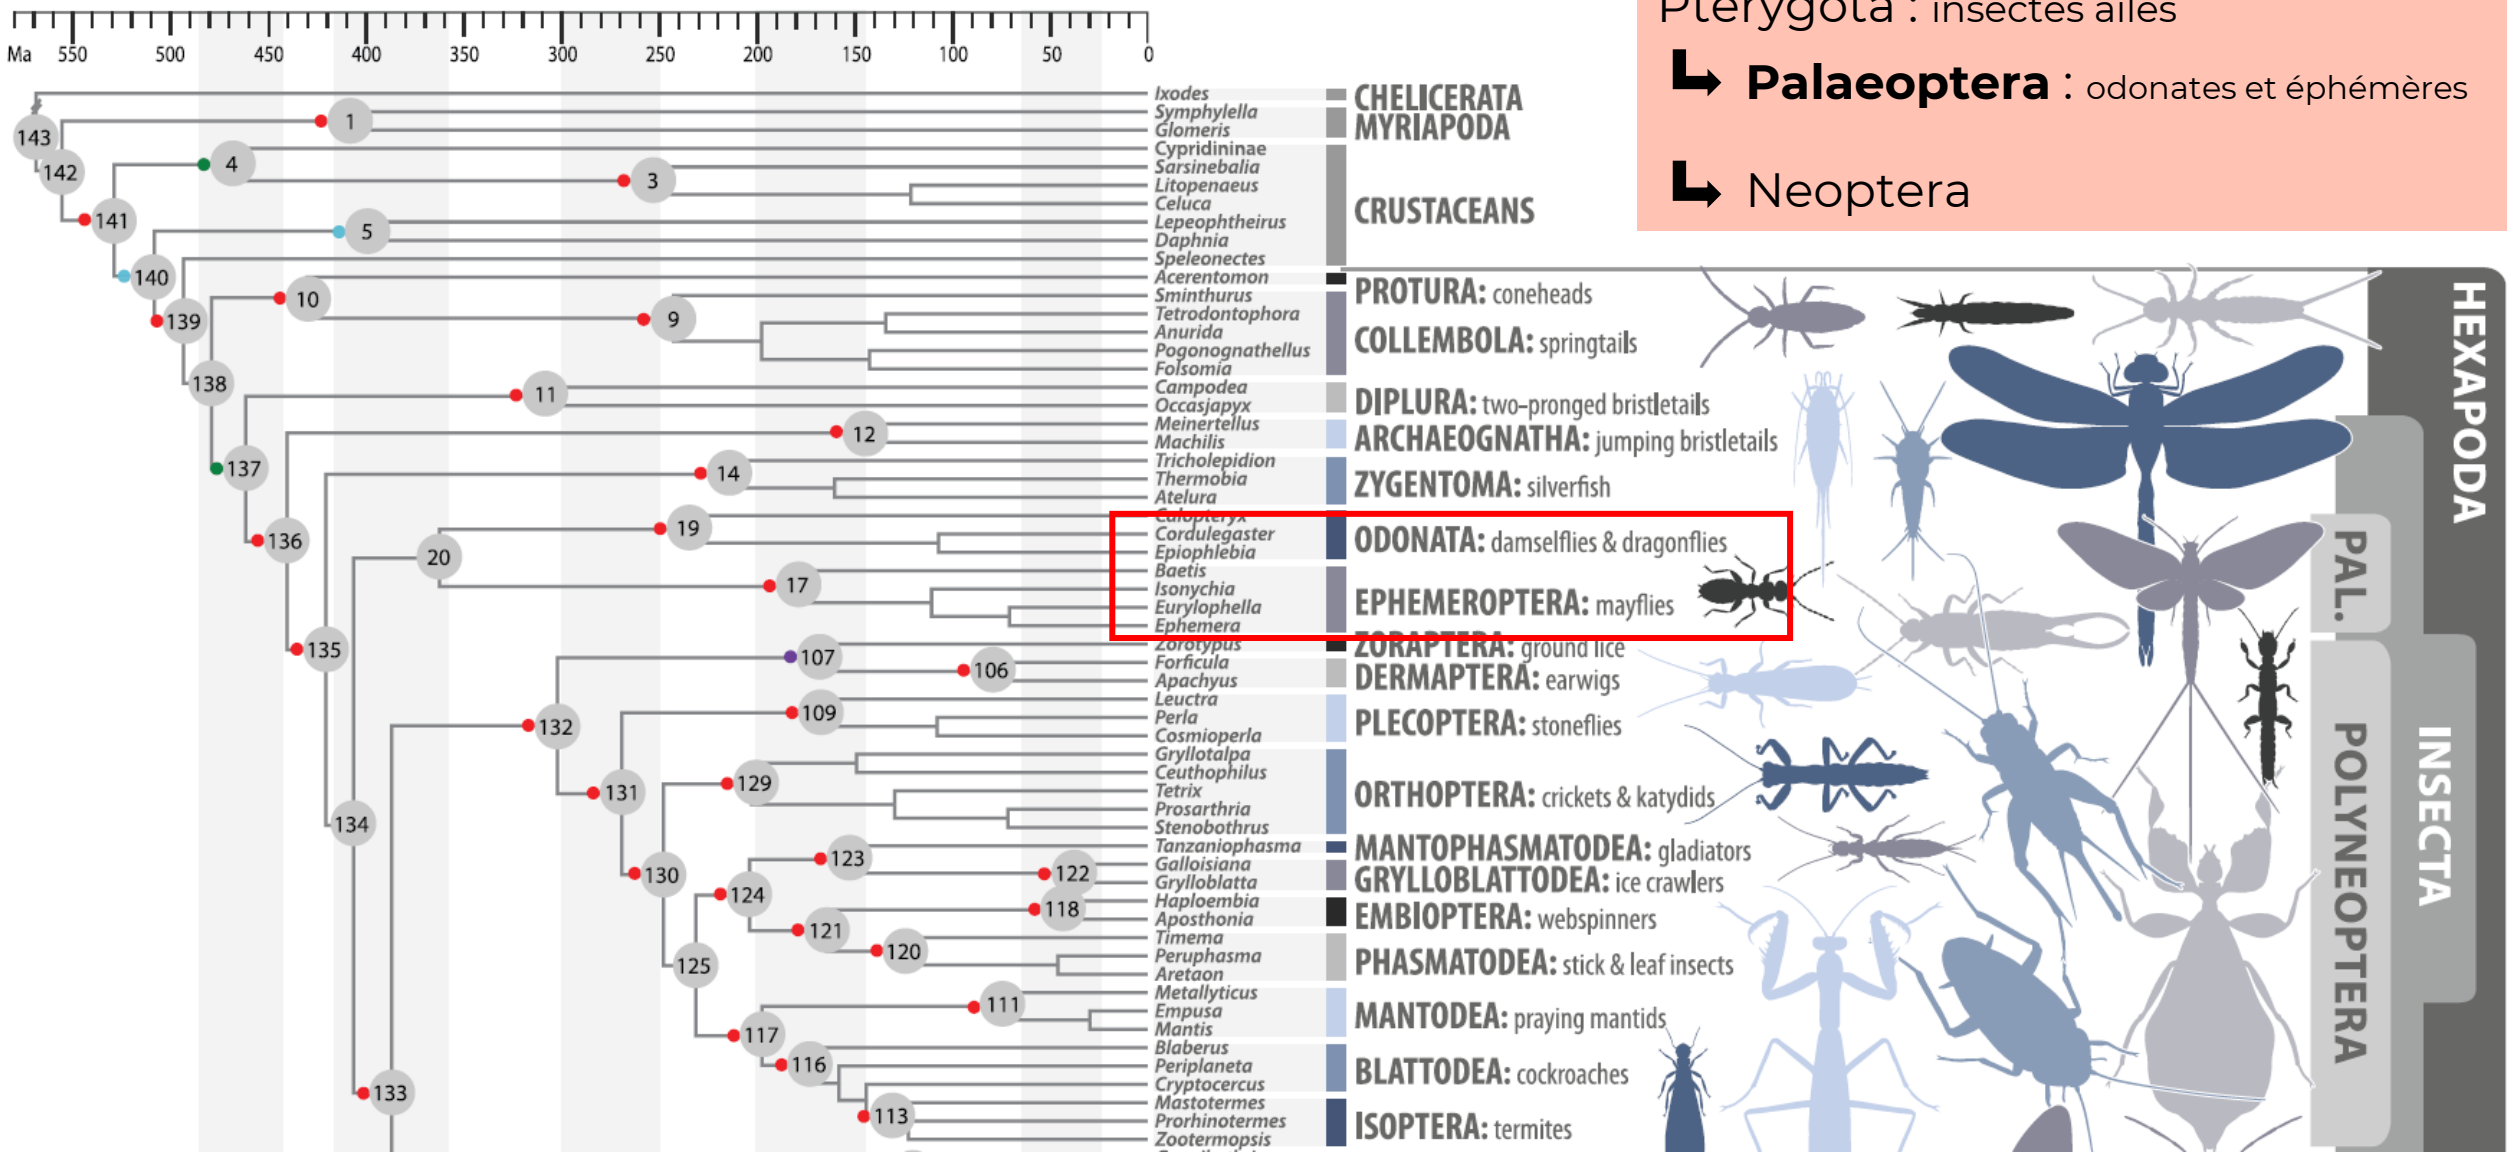 Pterygota : insectes ailés
Palaeoptera : odonates et éphémères
Neoptera
Ma 550 500 450 400 350 300 250 200 150 100 50 0
Ixodes
Symphylella
Glomeris
Cypridininae
Sarsinebalia
Litopenaeus
Celuca
Lepeophtheirus
Daphnia
Speleonectes
Acerentomon
Sminthurus
Tetrodontophora
Anurida
Pogonognathellus
Folsomia
Campodea
Occasjapyx
Meinertellus
Machilis
Tricholepidion
Thermobia
Atelura
Calopteryx
Cordulegaster
Epiophlebia
Baetis
Isonychia
Eurylophella
Ephemera
Zorotypus
Forficula
Apachyus
Leuctra
Perla
Cosmioperla
Gryllotalpa
Ceuthophilus
Tetrix
Prosarthria
Stenobothrus
Tanzaniophasma
Galloisiana
Grylloblatta
Haploembia
Aposthonia
Timema
Peruphasma
Aretaon
Metallyticus
Empusa
Mantis
Blaberus
Periplaneta
Cryptocercus
Mastotermes
Prorhinotermes
Zootermopsis
CHELICERATA
MYRIAPODA
CRUSTACEANS
PROTURA: coneheads
COLLEMBOLA: springtails
DIPLURA: two-pronged bristletails
ARCHAEOGNATHA: jumping bristletails
ZYGENTOMA: silverfish
ODONATA: damselflies & dragonflies
EPHEMEROPTERA: mayflies
ZORAPTERA: ground lice
DERMAPTERA: earwigs
PLECOPTERA: stoneflies
ORTHOPTERA: crickets & katydids
MANTOPHASMATODEA: gladiators
GRYLLOBLATTODEA: ice crawlers
EMBIOPTERA: webspinners
PHASMATODEA: stick & leaf insects
MANTODEA: praying mantids
BLATTODEA: cockroaches
ISOPTERA: termites
143
1
142
4
3
141
5
140
10
139
9
138
11
12
137
14
136
19
20
17
135
107
106
109
132
129
131
134
123
130
122
124
118
121
120
125
111
117
116
133
113
HEXAPODA
PAL.
INSECTA
POLYNEOPTERA